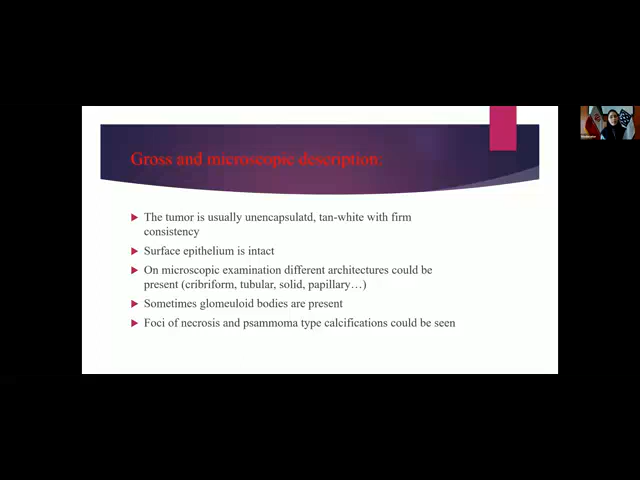 Gross and microscopic description:
The tumor is usually unencapsulatd, tan-white with firm
consistency
Surface epithelium is intact
On microscopic examination different architectures could be
present (cribriform, tubular, solid, papillary…)
Sometimes glomeuloid bodies are present
Foci of necrosis and psammoma type calcifications could be seen